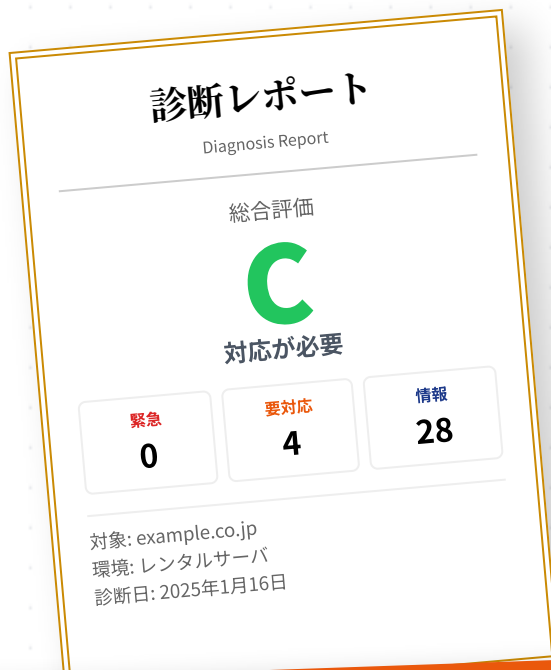 診断レポート
Diagnosis Report
総合評価
C
対応が必要
緊急 要対応 情報
0 4 28
対象: example.co.jp
環境: レンタルサーバ
診断日: 2025年1月16日